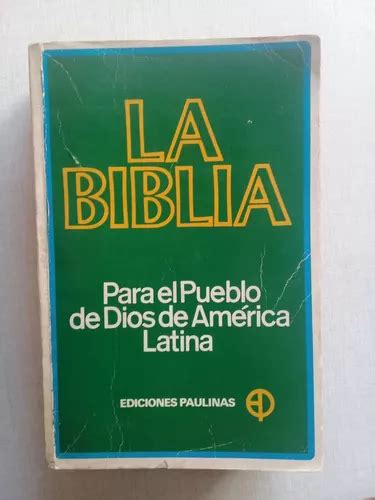 LA
BIBLIA
Para el Pueblo
de Dios de América
Latina
EDICIONES PAULINAS